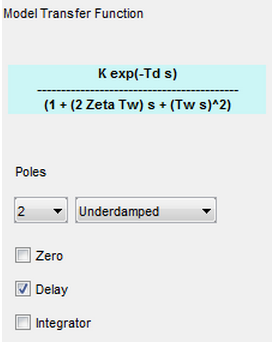 Model Transfer Function
K exp(-Td s)
-----------------------------------------
(1 + (2 Zeta Tw) s + (Tw s)^2)
Poles
2 Underdamped
Zero
Delay
Integrator